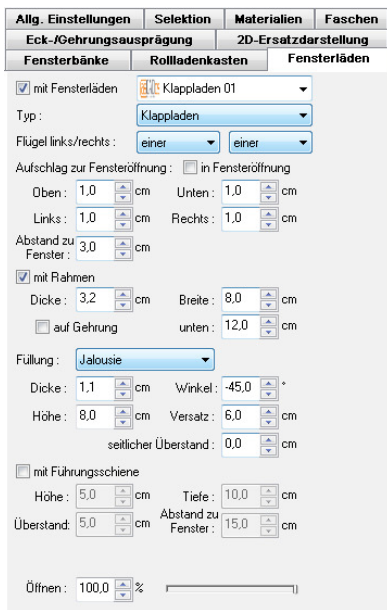 Allg. Einstellungen Selektion Materialien Faschen
Eck-/Gehrungsausprägung 2D-Ersatzdarstellung
Fensterbänke Rollladenkasten Fensterläden
mit Fensterläden Klappladen 01
Typ : Klappladen
Flügel links/rechts : einer einer
Aufschlag zur Fensteröffnung : in Fensteröffnung
Oben : 1,0 cm Unten : 1,0 cm
Links : 1,0 cm Rechts : 1,0 cm
Abstand zu
Fenster : 3,0 cm
mit Rahmen
Dicke : 3,2 cm Breite : 8,0 cm
auf Gehrung unten : 12,0 cm
Füllung : Jalousie
Dicke : 1,1 cm Winkel : -45,0 °
Höhe : 8,0 cm Versatz : 6,0 cm
seitlicher Überstand : 0,0 cm
mit Führungsschiene
Höhe : 5,0 cm Tiefe : 10,0 cm
Überstand: 5,0 cm Abstand zu
Fenster : 15,0 cm
Öffnen : 100,0 %